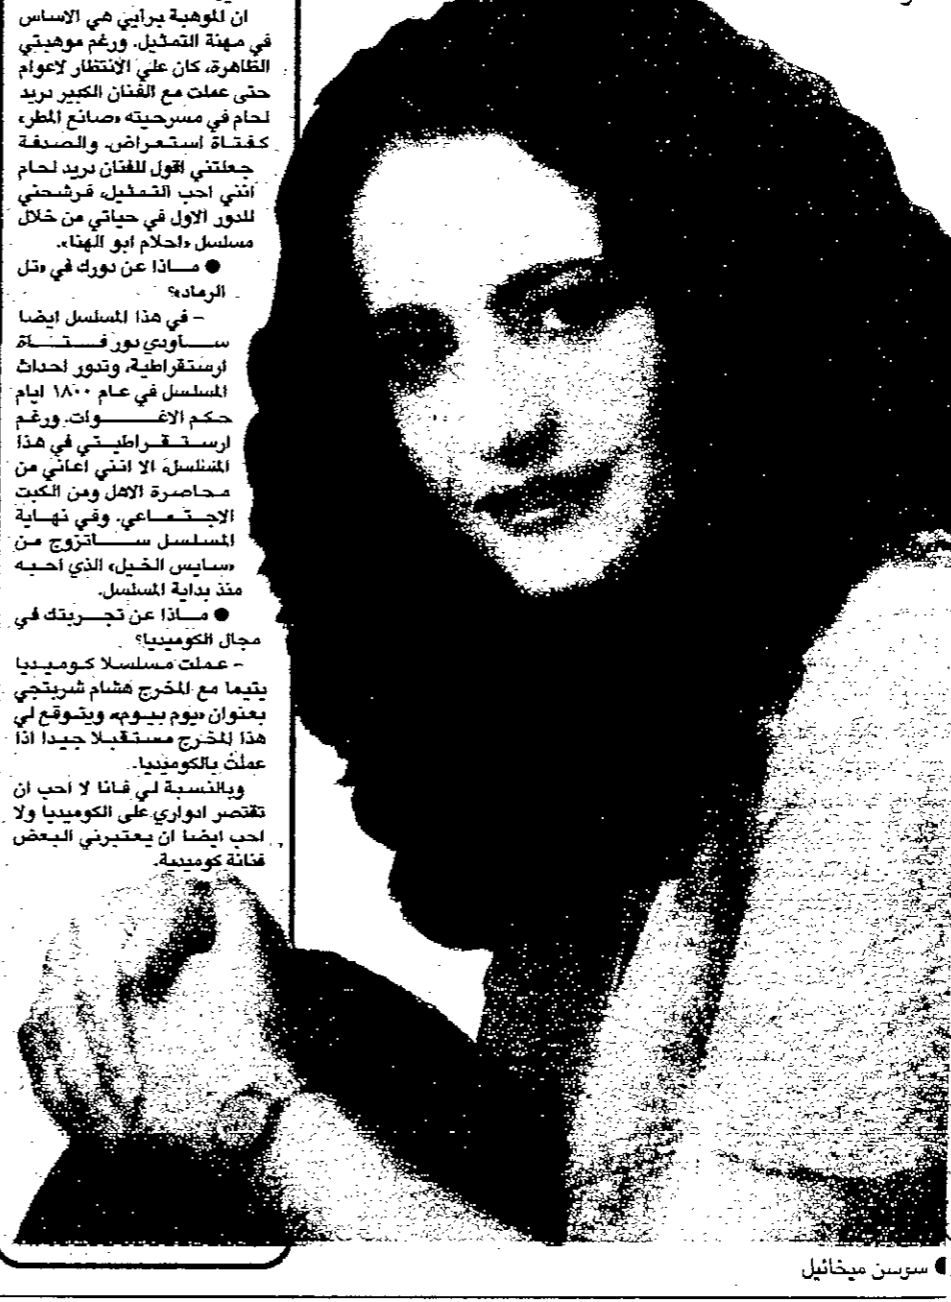 ان الموهبة برأيي هي الاساس
في مهنة التمثيل. ورغم موهبتي
الظاهرة، كان علي الانتظار لاعوام
حتى عملت مع الفنان الكبير دريد
لحام في مسرحيته «صانع المطر»
كفتاة استعراض. والصدفة
جعلتني اقول للفنان دريد لحام
انني احب التمثيل، فرشحني
للدور الاول في حياتي من خلال
مسلسل «احلام ابو الهنا».
● ماذا عن دورك في «تل
الرماد»؟
- في هذا المسلسل ايضا
سأودي دور فتاة
ارستقراطية، وتدور احداث
المسلسل في عام ١٨٠٠ ايام
حكم الاغوات. ورغم
ارستقراطيتي في هذا
المسلسل، الا انني اعاني من
محاصرة الاهل ومن الكبت
الاجتماعي. وفي نهاية
المسلسل ساتزوج من
«سايس الخيل» الذي احبه
منذ بداية المسلسل.
● ماذا عن تجربتك في
مجال الكوميديا؟
- عملت مسلسلا كوميديا
يتيما مع المخرج هشام شربتجي
بعنوان «يوم بيوم» ويتوقع لي
هذا المخرج مستقبلا جيدا اذا
عملت بالكوميديا.
وبالنسبة لي فانا لا احب ان
تقتصر ادواري على الكوميديا ولا
احب ايضا ان يعتبرني البعض
فنانة كوميدية.
● سوسن ميخائيل